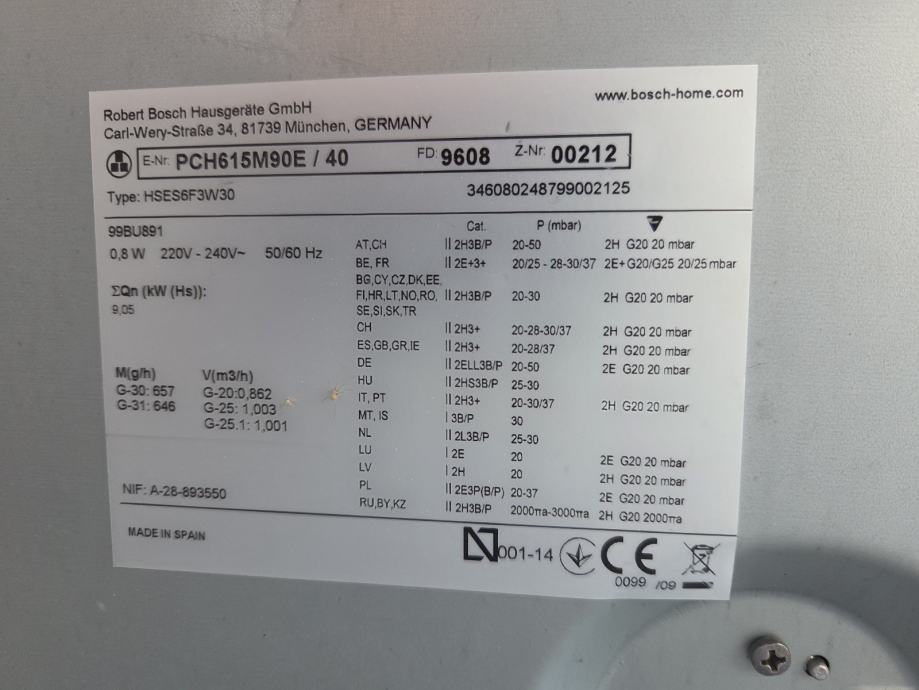 www.bosch-home.com
Robert Bosch Hausgeräte GmbH
Carl-Wery-Straße 34, 81739 München, GERMANY
E-Nr. PCH615M90E / 40 FD: 9608 Z-Nr: 00212
Type: HSES6F3W30 346080248799002125
99BU891
0,8 W 220V - 240V~ 50/60 Hz
ΣQn (kW (Hs)):
9,05
M(g/h) V(m3/h)
G-30: 657 G-20:0,862
G-31: 646 G-25: 1,003
G-25.1: 1,001
NIF: A-28-893550
Cat. P (mbar)
AT,CH II 2H3B/P 20-50 2H G20 20 mbar
BE, FR II 2E+3+ 20/25 - 28-30/37 2E+G20/G25 20/25 mbar
BG,CY,CZ,DK,EE,
FI,HR,LT,NO,RO, II 2H3B/P 20-30 2H G20 20 mbar
SE,SI,SK,TR
CH II 2H3+ 20-28-30/37 2H G20 20 mbar
ES,GB,GR,IE II 2H3+ 20-28/37 2H G20 20 mbar
DE II 2ELL3B/P 20-50 2E G20 20 mbar
HU II 2HS3B/P 25-30
IT, PT II 2H3+ 20-30/37 2H G20 20 mbar
MT, IS I 3B/P 30
NL II 2L3B/P 25-30
LU I 2E 20 2E G20 20 mbar
LV I 2H 20 2H G20 20 mbar
PL II 2E3P(B/P) 20-37 2E G20 20 mbar
RU,BY,KZ II 2H3B/P 2000πa-3000πa 2H G20 2000πa
MADE IN SPAIN
001-14
CE
0099 /09